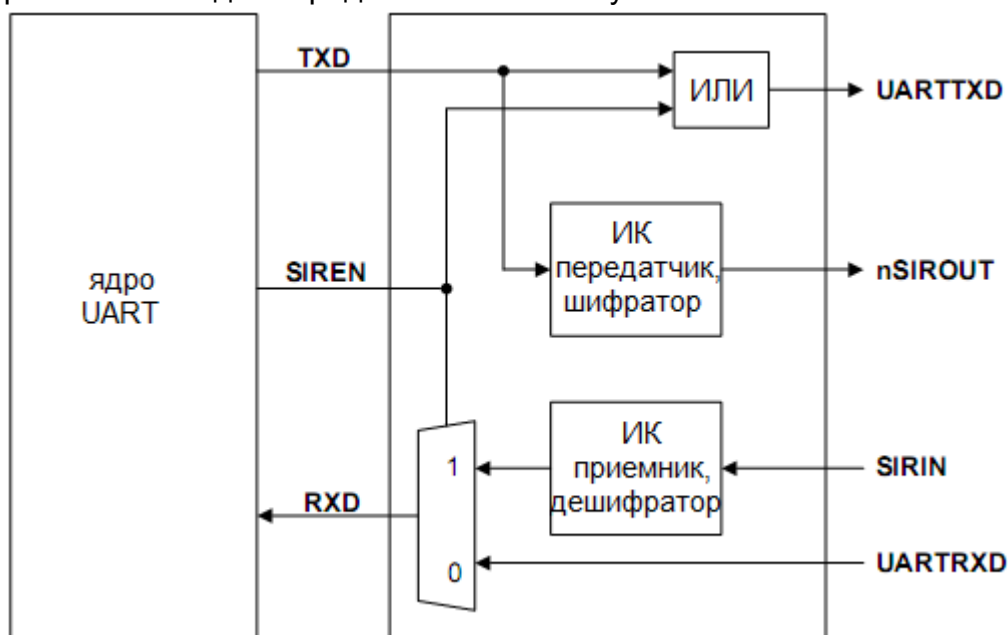 TXD
ИЛИ
UARTTXD
ИК
передатчик,
шифратор
nSIROUT
ядро
UART
SIREN
ИК
приемник,
дешифратор
1
SIRIN
RXD
0
UARTRXD